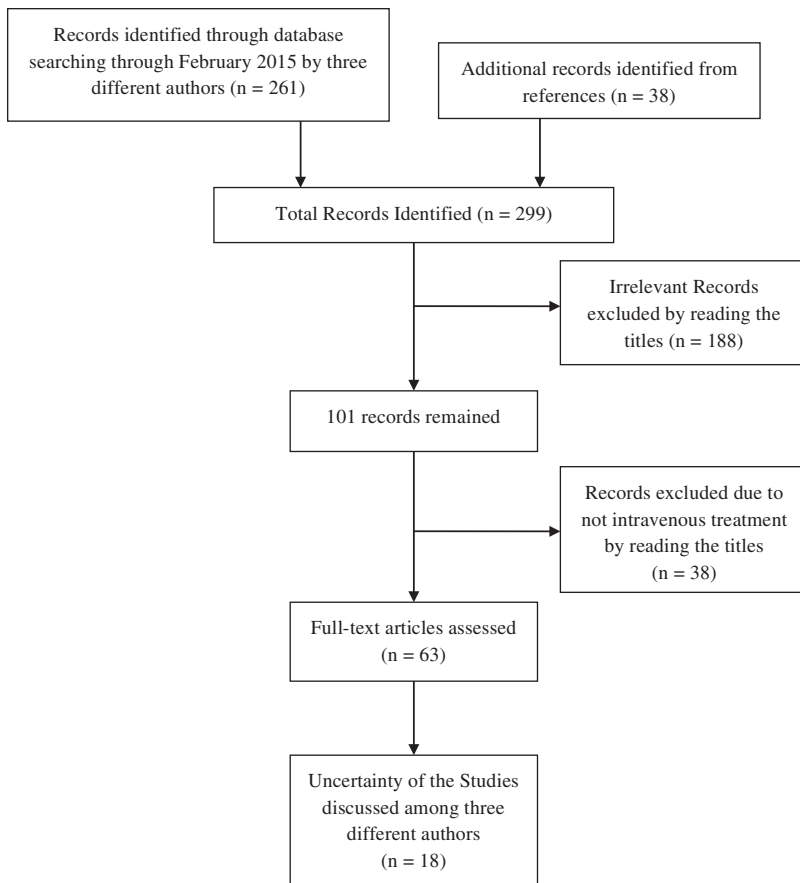 Records identified through database
searching through February 2015 by three
different authors (n = 261)
Additional records identified from
references (n = 38)
Total Records Identified (n = 299)
Irrelevant Records
excluded by reading the
titles (n = 188)
101 records remained
Records excluded due to
not intravenous treatment
by reading the titles
(n = 38)
Full-text articles assessed
(n = 63)
Uncertainty of the Studies
discussed among three
different authors
(n = 18)